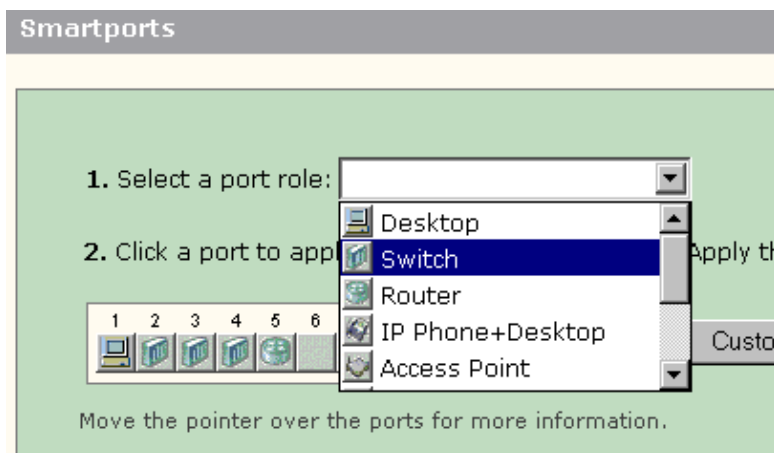 Smartports
1. Select a port role:
Desktop
2. Click a port to appl
Apply th
Switch
Router
1 2 3 4 5 6
IP Phone+Desktop
Custo
Access Point
Move the pointer over the ports for more information.